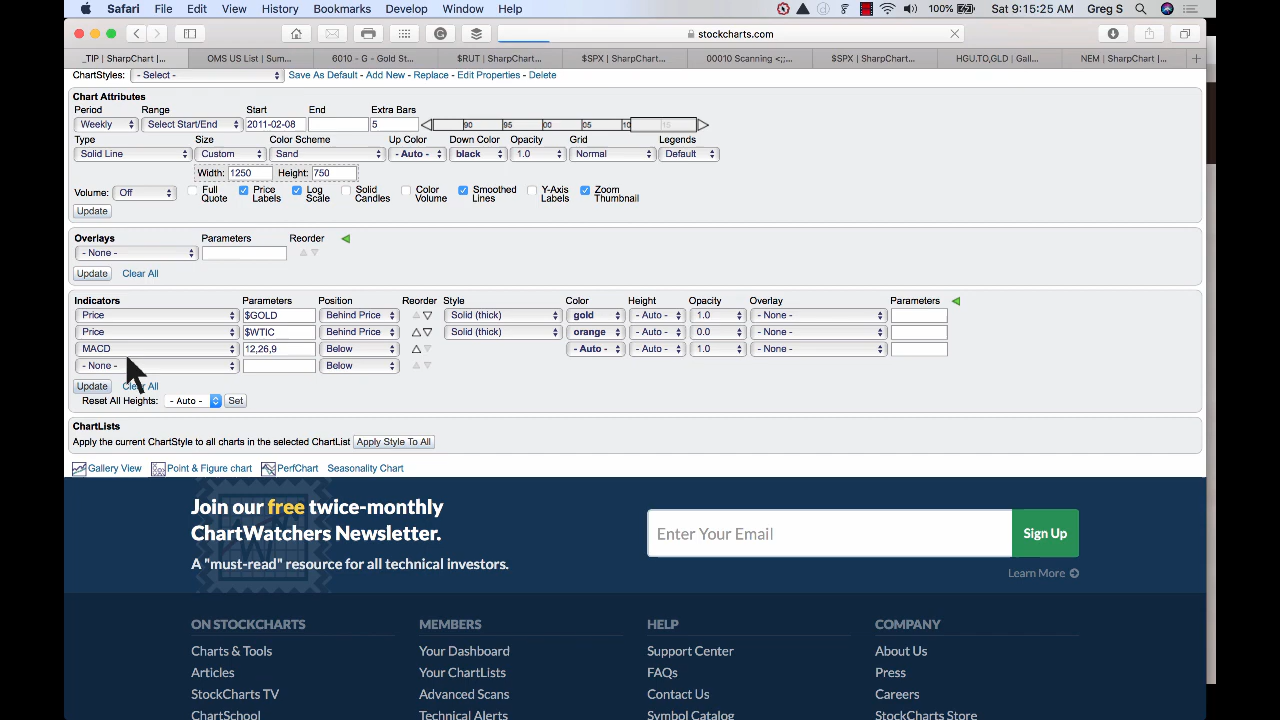 Safari File Edit View History Bookmarks Develop Window Help 100% Sat 9:15:25 AM Greg S
stockcharts.com
_TIP | SharpChart |... OMS US List | Sum... 6010 - G - Gold St... $RUT | SharpChart... $SPX | SharpChart... 00010 Scanning <;;... $SPX | SharpChart... HGU.TO,GLD | Gall... NEM | SharpChart |... +
ChartStyles: - Select - Save As Default - Add New - Replace - Edit Properties - Delete
Chart Attributes
Period Range Start End Extra Bars
Weekly Select Start/End 2011-02-08 5 90 95 00 05 10 15
Type Size Color Scheme Up Color Down Color Opacity Grid Legends
Solid Line Custom Sand - Auto - black 1.0 Normal Default
Width: 1250 Height: 750
Volume: Off Full Quote Price Labels Log Scale Solid Candles Color Volume Smoothed Lines Y-Axis Labels Zoom Thumbnail
Update
Overlays Parameters Reorder
- None -
Update Clear All
Indicators Parameters Position Reorder Style Color Height Opacity Overlay Parameters
Price $GOLD Behind Price Solid (thick) gold - Auto - 1.0 - None -
Price $WTIC Behind Price Solid (thick) orange - Auto - 0.0 - None -
MACD 12,26,9 Below - Auto - - Auto - 1.0 - None -
- None - Below
Update Clear All
Reset All Heights: - Auto - Set
ChartLists
Apply the current ChartStyle to all charts in the selected ChartList Apply Style To All
Gallery View Point & Figure chart PerfChart Seasonality Chart
Join our free twice-monthly
ChartWatchers Newsletter.
A "must-read" resource for all technical investors.
Enter Your Email Sign Up
Learn More
ON STOCKCHARTS MEMBERS HELP COMPANY
Charts & Tools Your Dashboard Support Center About Us
Articles Your ChartLists FAQs Press
StockCharts TV Advanced Scans Contact Us Careers
ChartSchool Technical Alerts Symbol Catalog StockCharts Store